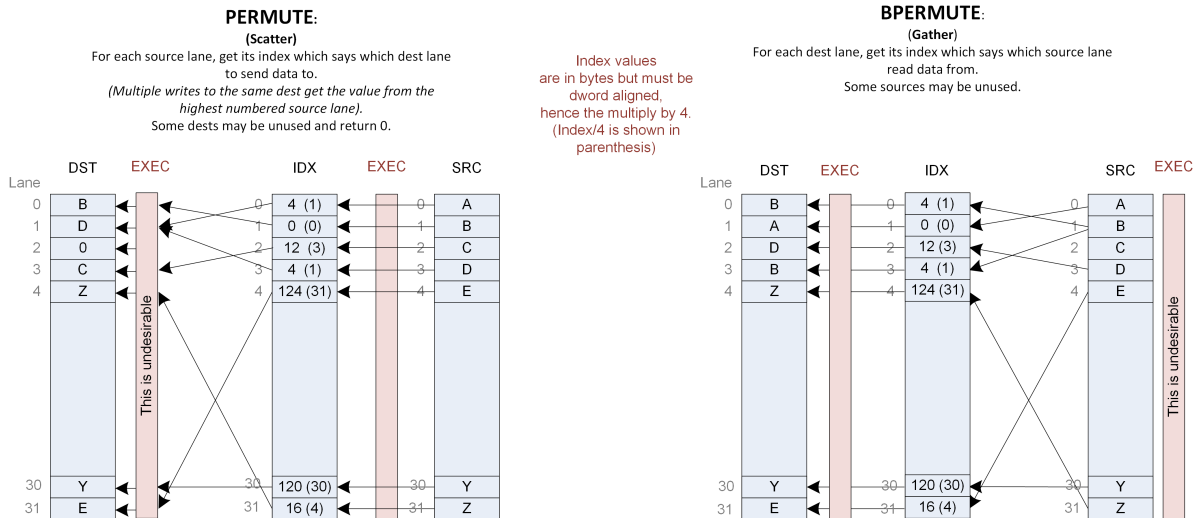 PERMUTE:
(Scatter)
For each source lane, get its index which says which dest lane
to send data to.
(Multiple writes to the same dest get the value from the
highest numbered source lane).
Some dests may be unused and return 0.
Index values
are in bytes but must be
dword aligned,
hence the multiply by 4.
(Index/4 is shown in
parenthesis)
BPERMUTE:
(Gather)
For each dest lane, get its index which says which source lane
read data from.
Some sources may be unused.
DST EXEC IDX EXEC SRC
Lane
0 B 0 4 (1) 0 A
1 D 0 (0) 1 B
2 0 2 12 (3) 2 C
3 C 3 4 (1) 3 D
4 Z 4 124 (31) 4 E
This is undesirable
30 Y 30 120 (30) 30 Y
31 E 31 16 (4) 31 Z
DST EXEC IDX SRC EXEC
Lane
0 B 0 4 (1) 0 A
1 A 1 0 (0) 1 B
2 D 2 12 (3) 2 C
3 B 3 4 (1) 3 D
4 Z 4 124 (31) 4 E
This is undesirable
30 Y 30 120 (30) 30 Y
31 E 31 16 (4) 31 Z